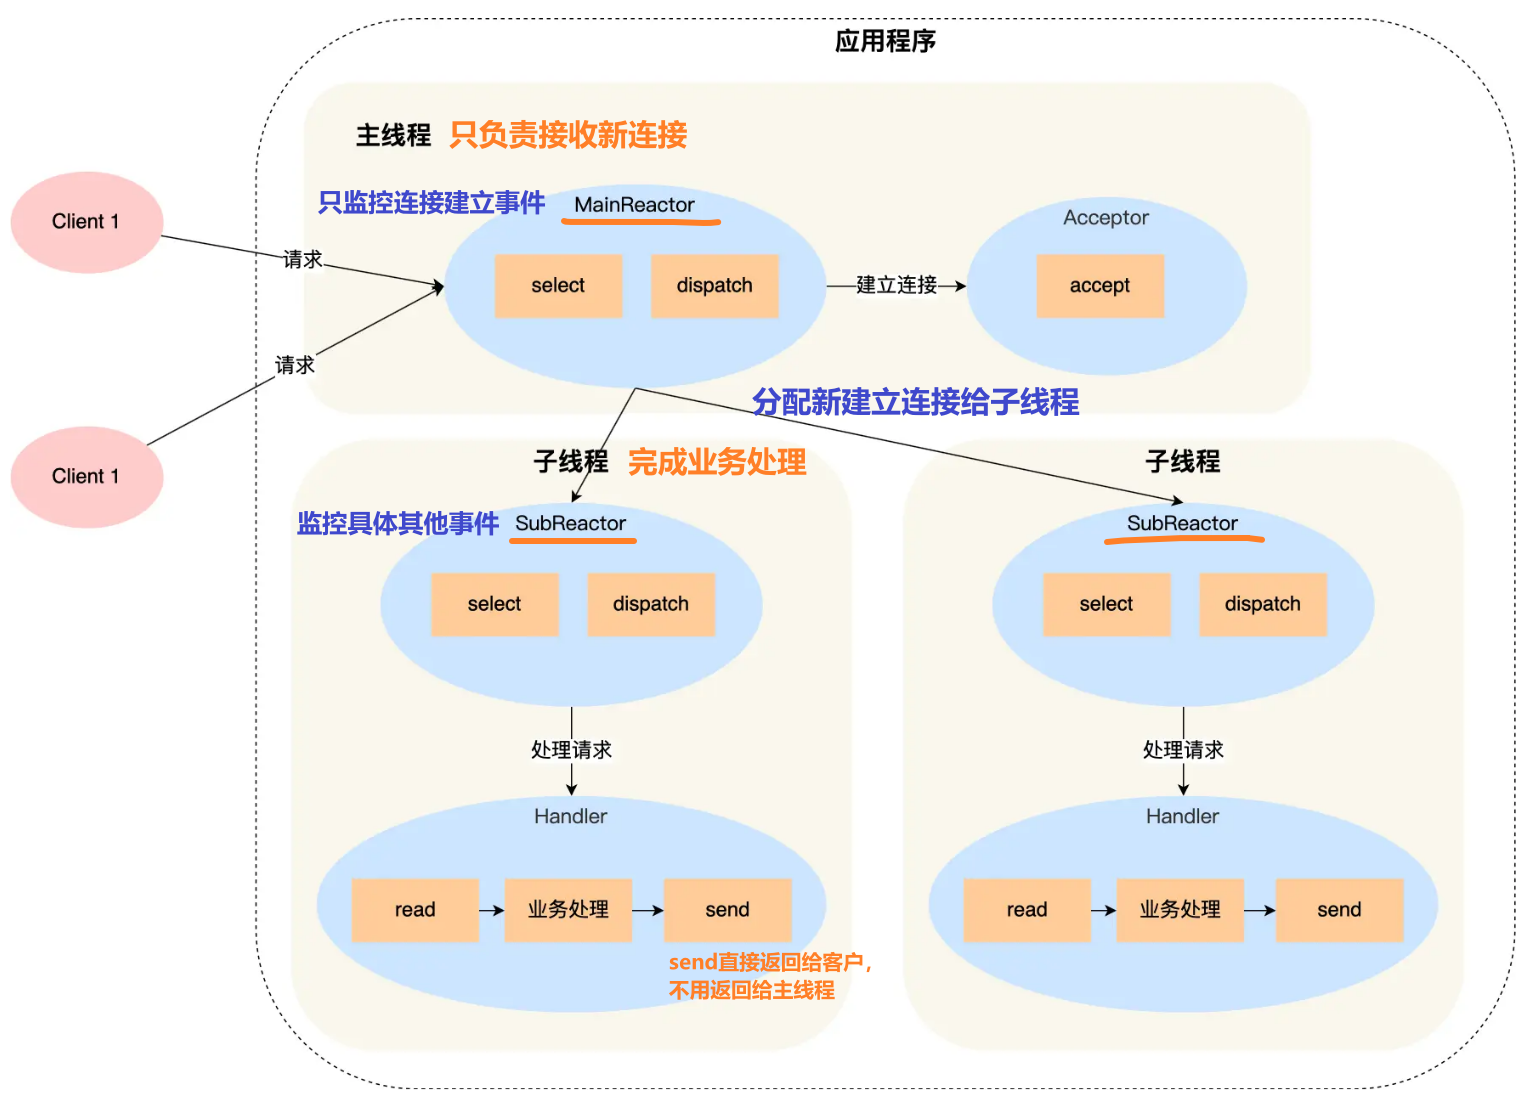 应用程序
主线程 只负责接收新连接
只监控连接建立事件
MainReactor
select
dispatch
建立连接
Acceptor
accept
Client 1
请求
请求
Client 1
分配新建立连接给子线程
子线程 完成业务处理
监控具体其他事件
SubReactor
select
dispatch
处理请求
Handler
read
业务处理
send
send直接返回给客户，
不用返回给主线程
子线程
SubReactor
select
dispatch
处理请求
Handler
read
业务处理
send